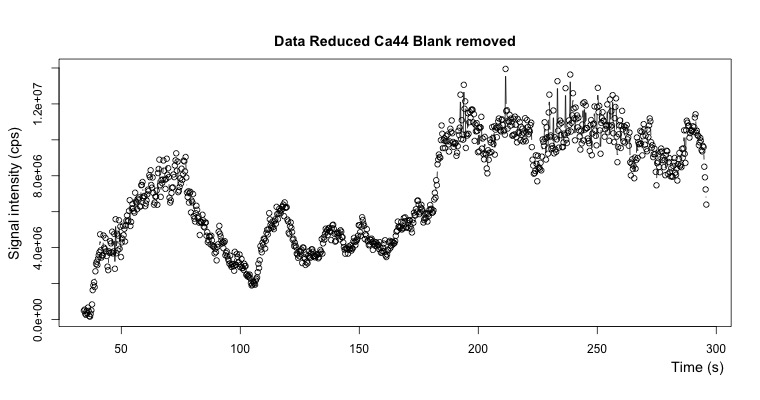 Data Reduced Ca44 Blank removed
Signal intensity (cps)
1.2e+07
8.0e+06
4.0e+06
0.0e+00
50 100 150 200 250 300
Time (s)